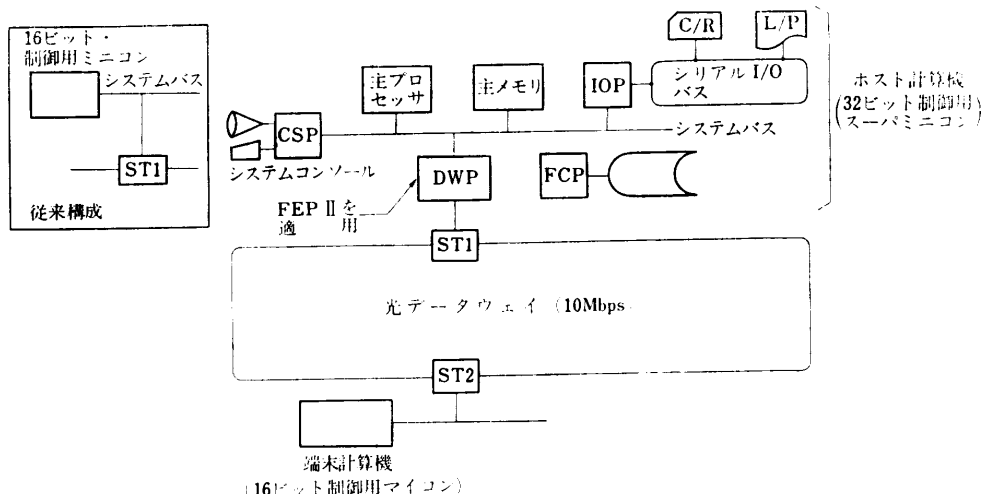 16ビット・
制御用ミニコン
システムバス
ST1
従来構成
C/R
L/P
主プロ
セッサ
主メモリ
IOP
シリアル I/O
バス
ホスト計算機
(32ビット制御用
スーパミニコン)
CSP
システムバス
システムコンソール
DWP
FCP
FEP Ⅱを
適 用
ST1
光データウェイ (10Mbps
ST2
端末計算機
(16ビット制御用マイコン)